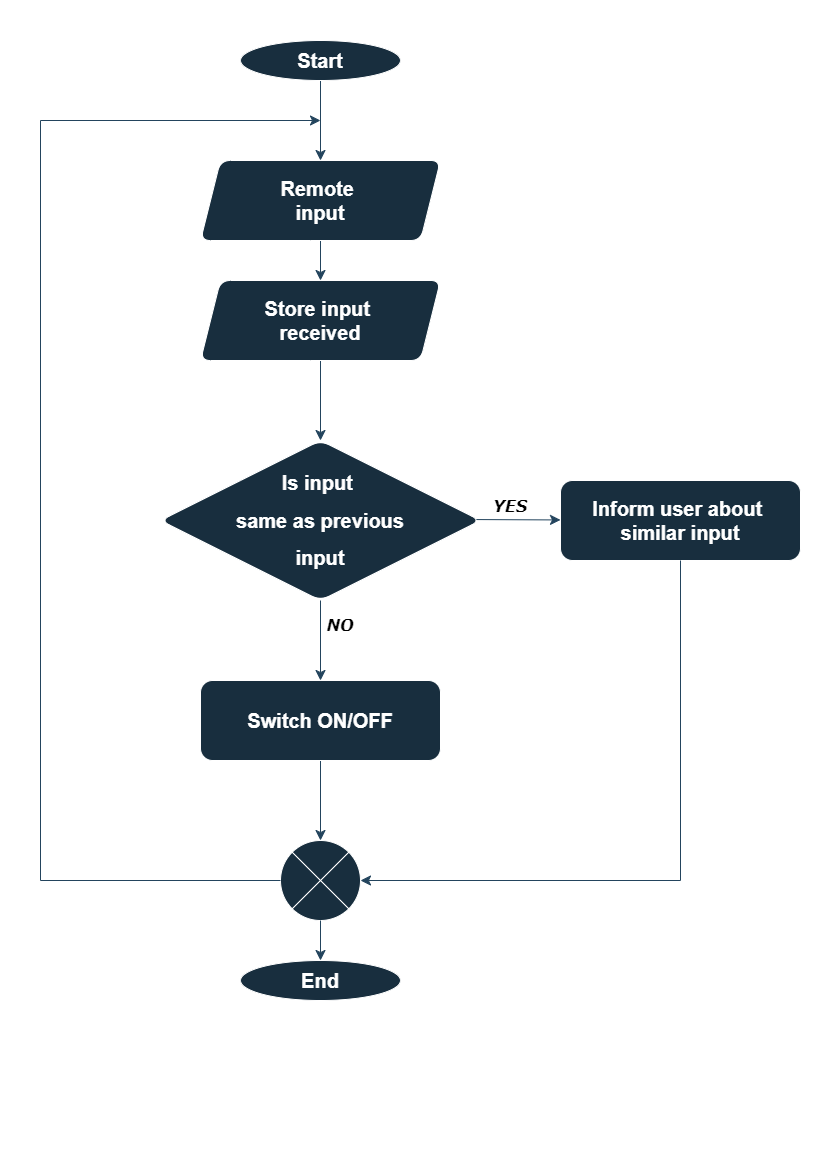 Start
Remote
input
Store input
received
Is input
same as previous
input
YES
Inform user about
similar input
NO
Switch ON/OFF
End